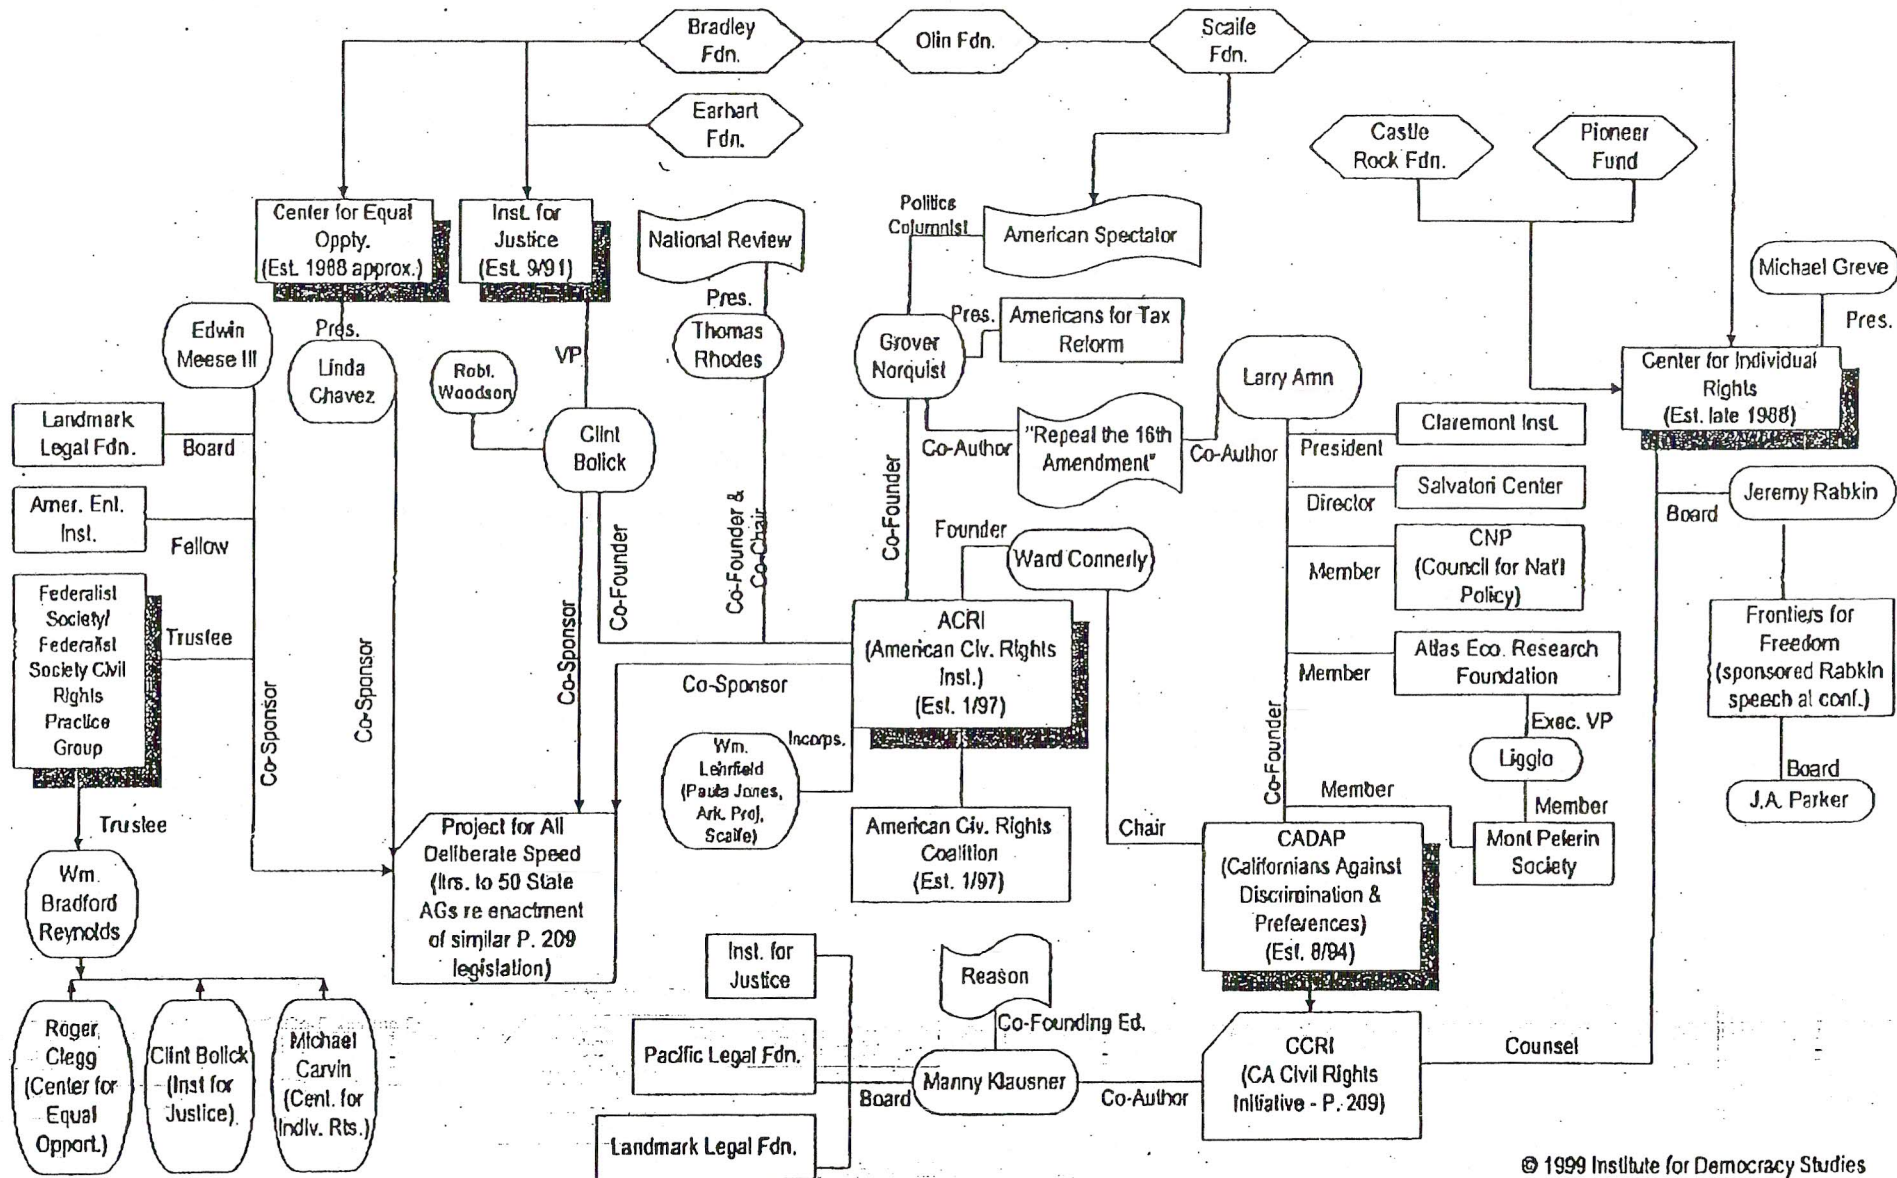 Bradley
Fdn.
Olin Fdn.
Scaife
Fdn.
Earhart
Fdn.
Castle
Rock Fdn.
Pioneer
Fund
Center for Equal
Oppty.
(Est. 1988 approx.)
Inst. for
Justice
(Est. 9/91)
National Review
Politics
Columnist
American Spectator
Michael Greve
Pres.
Edwin
Meese III
Pres.
Linda
Chavez
VP
Robt.
Woodson
Pres.
Thomas
Rhodes
Grover
Norquist
Pres.
Americans for Tax
Reform
Larry Arnn
Center for Individual
Rights
(Est. late 1988)
Landmark
Legal Fdn.
Board
Clint
Bolick
Co-Author
"Repeal the 16th
Amendment"
Co-Author
President
Claremont Inst.
Director
Salvatori Center
Board
Jeremy Rabkin
Amer. Ent.
Inst.
Fellow
Co-Founder
Co-Founder &
Co-Chair
Co-Founder
Founder
Ward Connerly
Member
CNP
(Council for Nat'l
Policy)
Federalist
Society/
Federalist
Society Civil
Rights
Practice
Group
Trustee
Co-Sponsor
Co-Sponsor
Co-Sponsor
Co-Sponsor
ACRI
(American Civ. Rights
Inst.)
(Est. 1/97)
Member
Atlas Eco. Research
Foundation
Frontiers for
Freedom
(sponsored Rabkin
speech at conf.)
Exec. VP
Liggio
Board
J.A. Parker
Co-Founder
Incorps.
Wm.
Lehrfield
(Paula Jones,
Ark. Proj,
Scaife)
Member
Member
Mont Pelerin
Society
Trustee
Project for All
Deliberate Speed
(ltrs. to 50 State
AGs re enactment
of similar P. 209
legislation)
American Civ. Rights
Coalition
(Est. 1/97)
Chair
CADAP
(Californians Against
Discrimination &
Preferences)
(Est. 8/94)
Wm.
Bradford
Reynolds
Roger
Clegg
(Center for
Equal
Opport.)
Clint Bolick
(Inst for
Justice)
Michael
Carvin
(Cent. for
Indiv. Rts.)
Inst. for
Justice
Reason
Co-Founding Ed.
Pacific Legal Fdn.
Board
Manny Klausner
Co-Author
CCRI
(CA Civil Rights
Initiative - P. 209)
Counsel
Landmark Legal Fdn.
© 1999 Institute for Democracy Studies